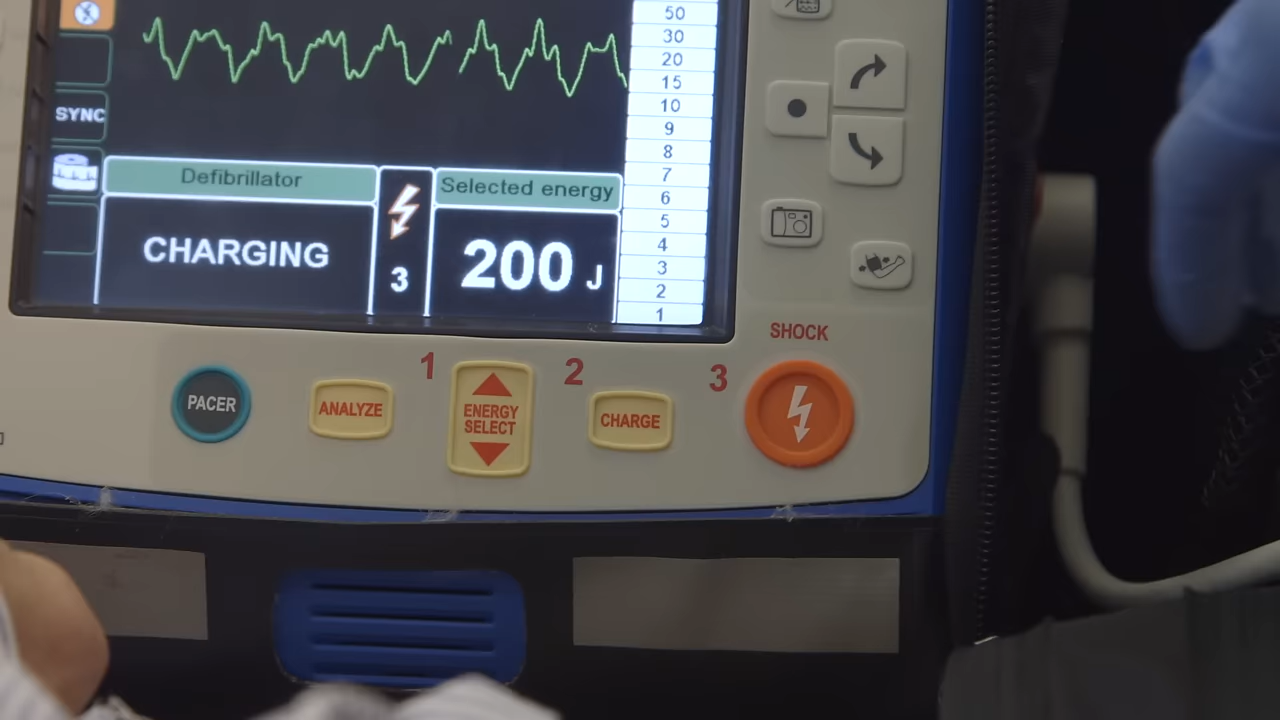 50
30
20
15
10
9
8
7
6
5
4
3
2
1
SYNC
Defibrillator
Selected energy
CHARGING
3
200 J
SHOCK
1
2
3
PACER
ANALYZE
ENERGY
SELECT
CHARGE